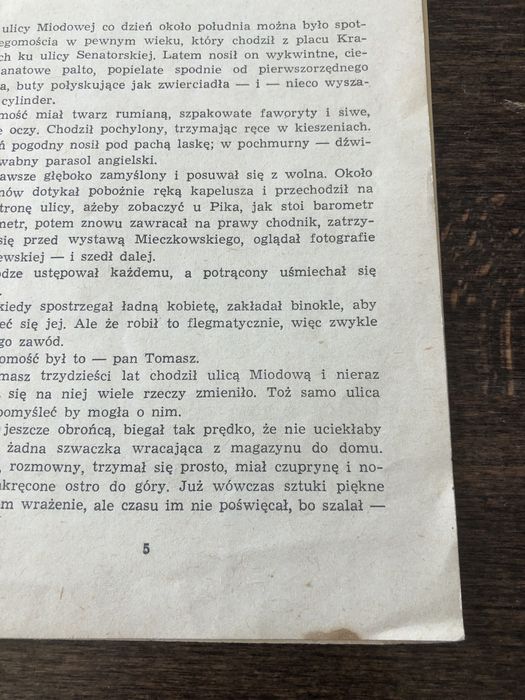 ulicy Miodowej co dzień około południa można było spot-
egomościa w pewnym wieku, który chodził z placu Kra-
ch ku ulicy Senatorskiej. Latem nosił on wykwintne, cie-
anatowe palto, popielate spodnie od pierwszorzędnego
a, buty połyskujące jak zwierciadła — i — nieco wysza-
cylinder.
mość miał twarz rumianą, szpakowate faworyty i siwe,
e oczy. Chodził pochylony, trzymając ręce w kieszeniach.
ń pogodny nosił pod pachą laskę; w pochmurny — dźwi-
wabny parasol angielski.
awsze głęboko zamyślony i posuwał się z wolna. Około
nów dotykał pobożnie ręką kapelusza i przechodził na
tronę ulicy, ażeby zobaczyć u Pika, jak stoi barometr
metr, potem znowu zawracał na prawy chodnik, zatrzy-
się przed wystawą Mieczkowskiego, oglądał fotografie
ewskiej — i szedł dalej.
dze ustępował każdemu, a potrącony uśmiechał się
.
kiedy spostrzegał ładną kobietę, zakładał binokle, aby
eć się jej. Ale że robił to flegmatycznie, więc zwykle
go zawód.
omość był to — pan Tomasz.
masz trzydzieści lat chodził ulicą Miodową i nieraz
się na niej wiele rzeczy zmieniło. Toż samo ulica
pomyśleć by mogła o nim.
jeszcze obrońcą, biegał tak prędko, że nie uciekłaby
żadna szwaczka wracająca z magazynu do domu.
, rozmowny, trzymał się prosto, miał czuprynę i no-
akręcone ostro do góry. Już wówczas sztuki piękne
m wrażenie, ale czasu im nie poświęcał, bo szalał —
5